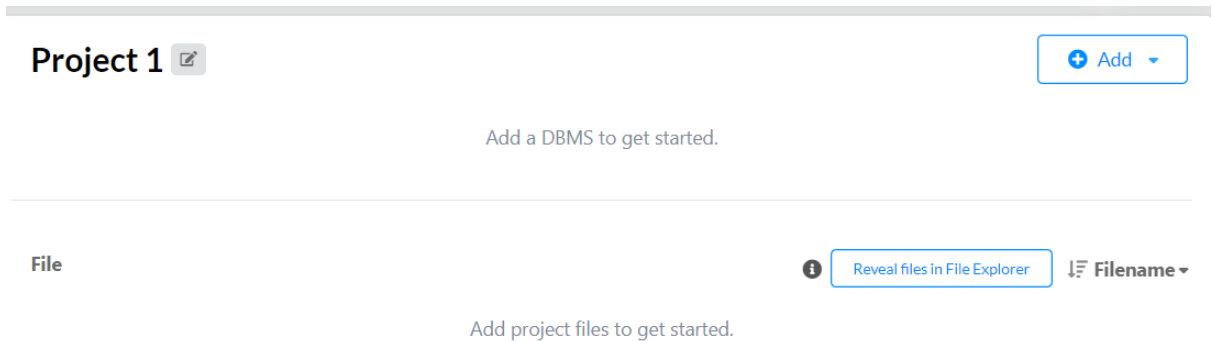 Project 1
Add
Add a DBMS to get started.
File
Reveal files in File Explorer
Filename
Add project files to get started.